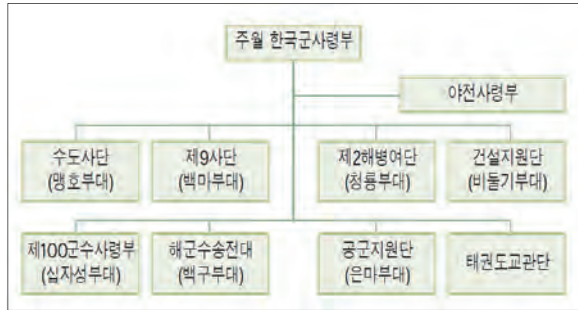 주월 한국군사령부
야전사령부
수도사단
(맹호부대)
제9사단
(백마부대)
제2해병여단
(청룡부대)
건설지원단
(비둘기부대)
제100군수사령부
(십자성부대)
해군수송전대
(백구부대)
공군지원단
(은마부대)
태권도교관단